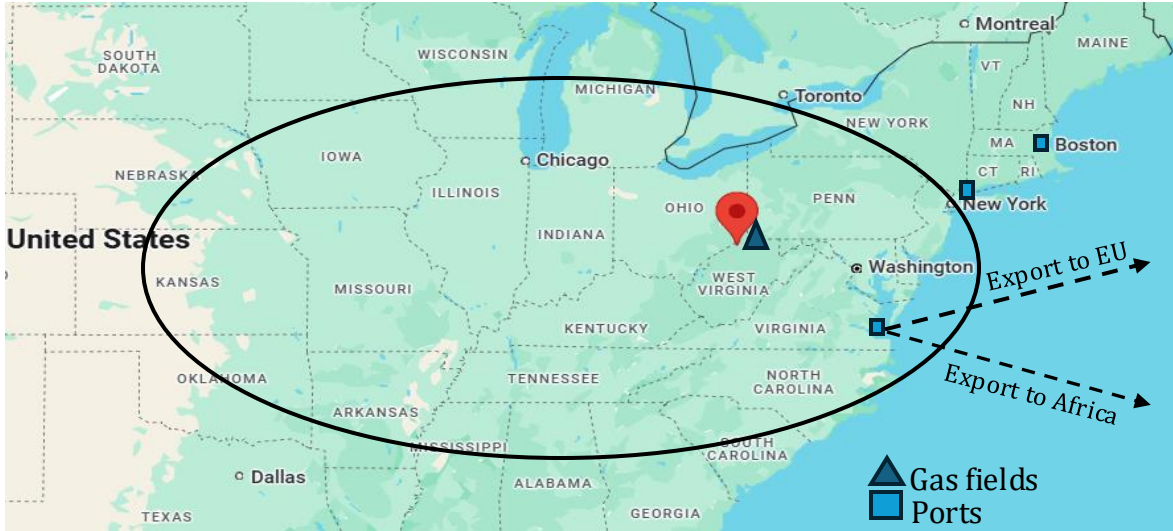 Montreal
MAINE
SOUTH
DAKOTA
WISCONSIN
VT
MICHIGAN
Toronto
NH
NEW YORK
MA
Boston
IOWA
Chicago
CT
RI
NEBRASKA
ILLINOIS
PENN
OHIO
New York
United States
INDIANA
Export to EU
Washington
WEST
VIRGINIA
KANSAS
MISSOURI
KENTUCKY
VIRGINIA
OKLAHOMA
TENNESSEE
NORTH
CAROLINA
Export to Africa
ARKANSAS
MISSISSIPPI
SOUTH
CAROLINA
Dallas
ALABAMA
Gas fields
Ports
TEXAS
GEORGIA